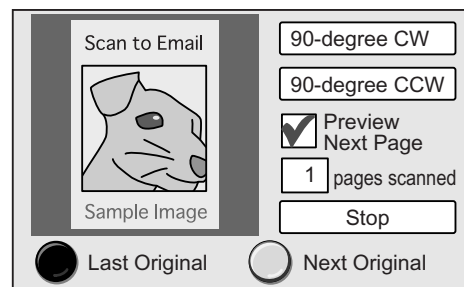 Scan to Email
Sample Image
90-degree CW
90-degree CCW
Preview
Next Page
1 pages scanned
Stop
Last Original
Next Original